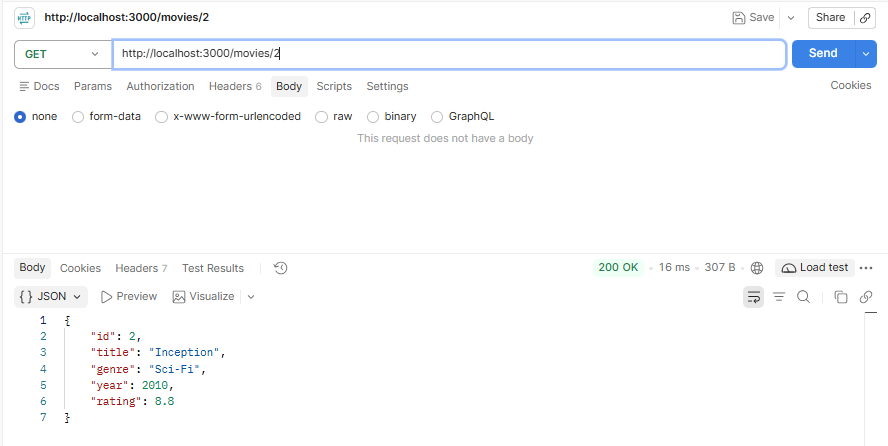 HTTP http://localhost:3000/movies/2 Save Share
GET http://localhost:3000/movies/2 Send
Docs Params Authorization Headers 6 Body Scripts Settings Cookies
none form-data x-www-form-urlencoded raw binary GraphQL
This request does not have a body
Body Cookies Headers 7 Test Results 200 OK • 16 ms • 307 B • Load test
{} JSON Preview Visualize
1 {
2 "id": 2,
3 "title": "Inception",
4 "genre": "Sci-Fi",
5 "year": 2010,
6 "rating": 8.8
7 }